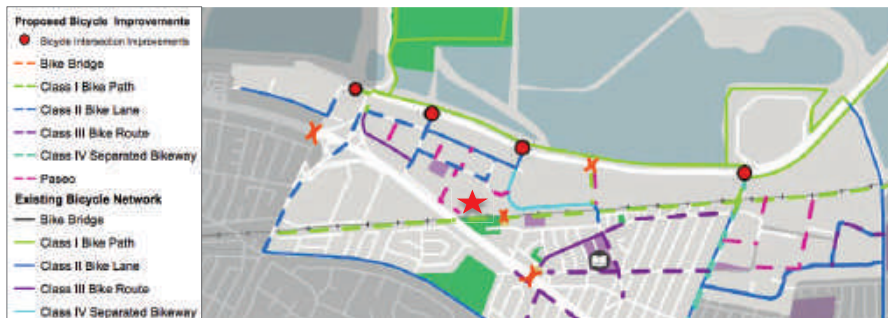 Proposed Bicycle Improvements
Bicycle Intersection Improvements
Bike Bridge
Class I Bike Path
Class II Bike Lane
Class III Bike Route
Class IV Separated Bikeway
Paseo
Existing Bicycle Network
Bike Bridge
Class I Bike Path
Class II Bike Lane
Class III Bike Route
Class IV Separated Bikeway